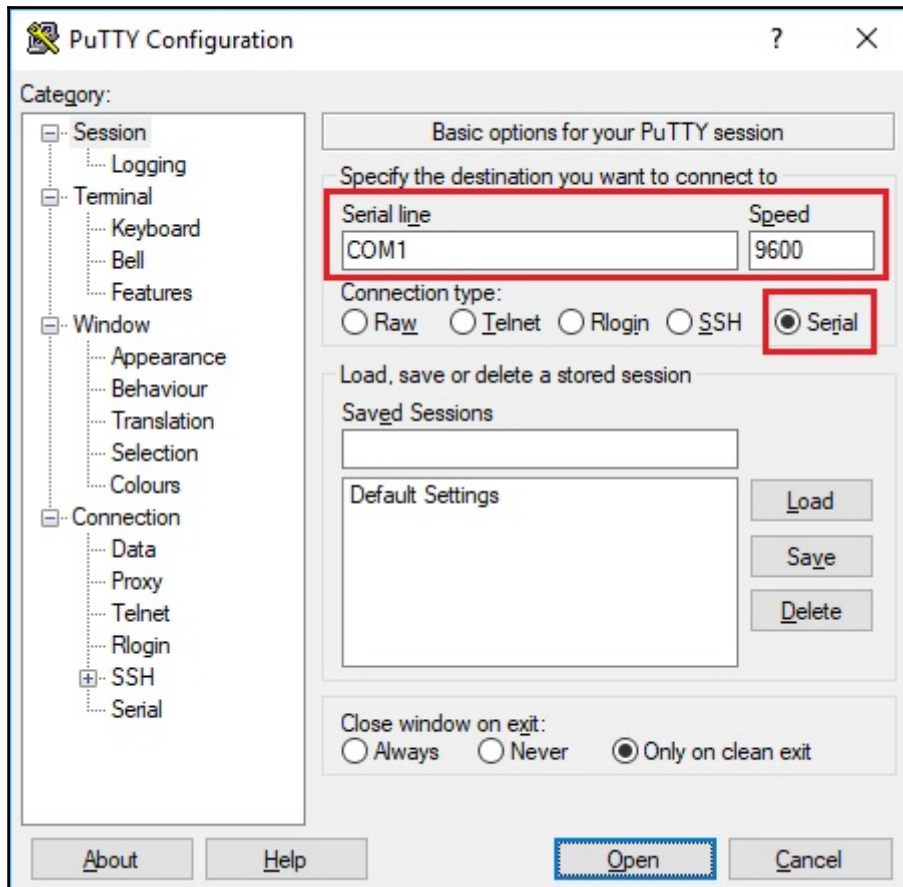 PuTTY Configuration
?
Category:
Session
Logging
Terminal
Keyboard
Bell
Features
Window
Appearance
Behaviour
Translation
Selection
Colours
Connection
Data
Proxy
Telnet
Rlogin
SSH
Serial
Basic options for your PuTTY session
Specify the destination you want to connect to
Serial line Speed
COM1 9600
Connection type:
Raw Telnet Rlogin SSH Serial
Load, save or delete a stored session
Saved Sessions
Default Settings
Load
Save
Delete
Close window on exit:
Always Never Only on clean exit
About Help Open Cancel